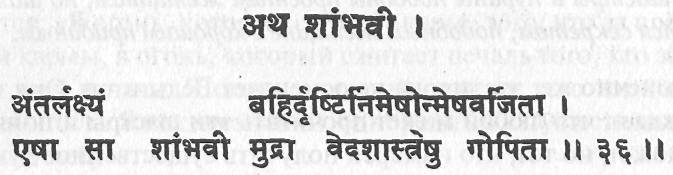 अथ शांभवी ।
अंतर्लक्ष्यं बहिर्दृष्टिनिमेषोन्मेषवर्जिता ।
एषा सा शांभवी मुद्रा वेदशास्त्रेषु गोपिता ॥ ३६ ॥